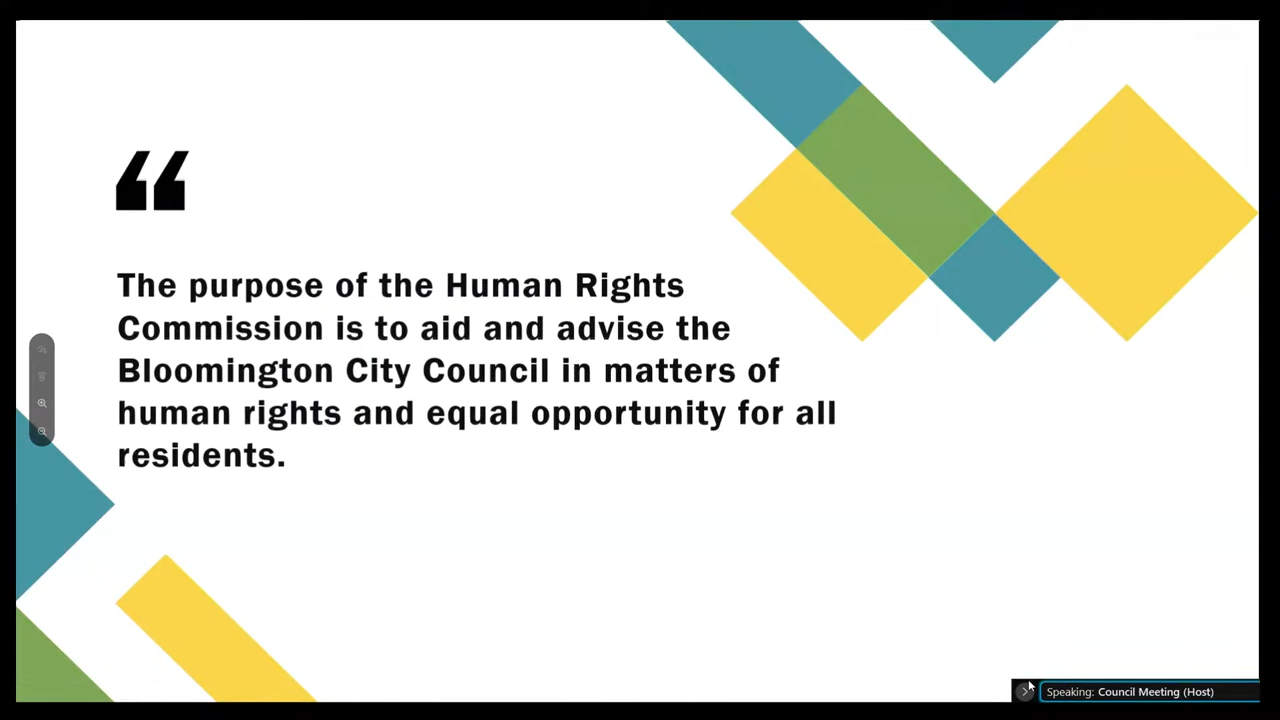 “
The purpose of the Human Rights
Commission is to aid and advise the
Bloomington City Council in matters of
human rights and equal opportunity for all
residents.
Speaking: Council Meeting (Host)